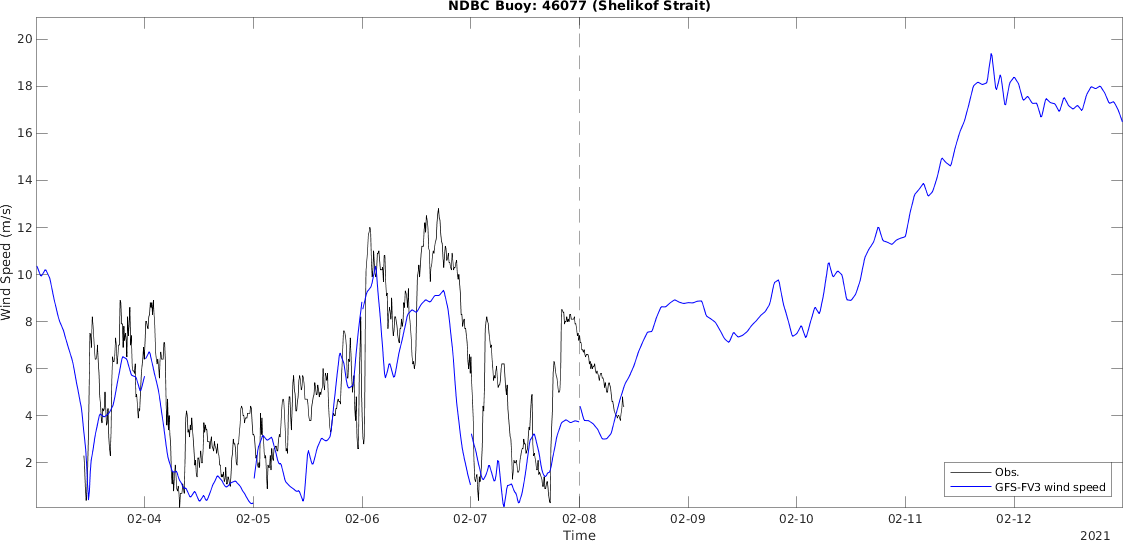 NDBC Buoy: 46077 (Shelikof Strait)
20
18
16
14
12
10
8
6
4
2
Wind Speed (m/s)
Obs.
GFS-FV3 wind speed
02-04 02-05 02-06 02-07 02-08 02-09 02-10 02-11 02-12
Time
2021